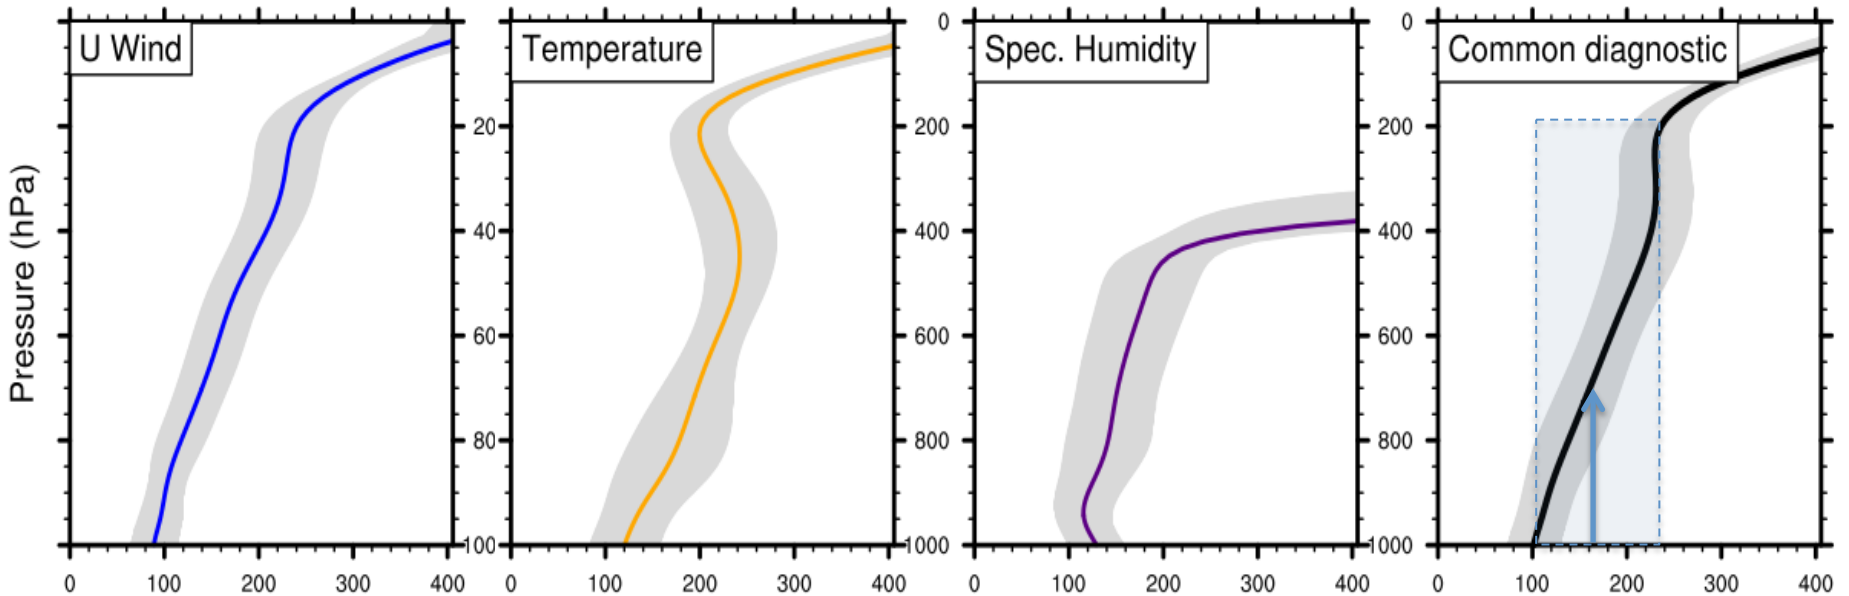 U Wind
Temperature
Spec. Humidity
Common diagnostic
Pressure (hPa)
20
40
60
80
100
0 100 200 300 400
0 100 200 300 400
0
200
400
600
800
1000
0 100 200 300 400
0
200
400
600
800
1000
0 100 200 300 400